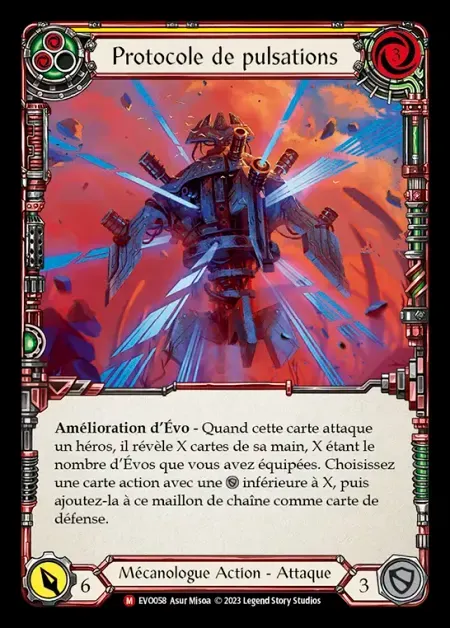 Protocole de pulsations
3
Amélioration d'Évo - Quand cette carte attaque
un héros, il révèle X cartes de sa main, X étant le
nombre d'Évos que vous avez équipées. Choisissez
une carte action avec une inférieure à X, puis
ajoutez-la à ce maillon de chaîne comme carte de
défense.
6
Mécanologue Action - Attaque
3
M EVO058 Asur Misoa © 2023 Legend Story Studios